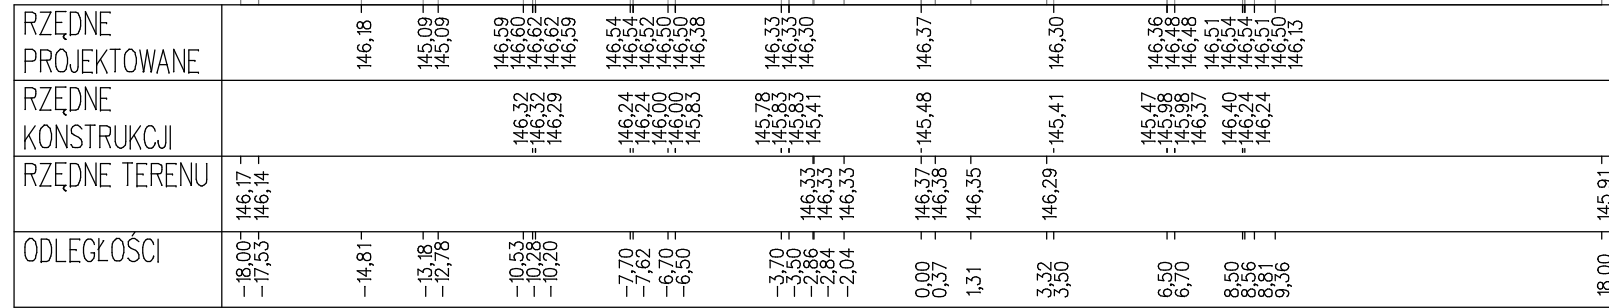 RZĘDNE
PROJEKTOWANE
146,18 145,09 145,09 146,59 146,60 146,62 146,62 146,59 146,54 146,54 146,52 146,50 146,50 146,38 146,33 146,33 146,30 146,37 146,30 146,36 146,48 146,48 146,51 146,54 146,54 146,51 146,50 146,13
RZĘDNE
KONSTRUKCJI
146,32 146,32 146,29 146,24 146,24 146,00 146,00 145,83 145,78 145,83 145,83 145,41 145,48 145,41 145,47 145,98 145,98 146,37 146,40 146,24 146,24
RZĘDNE TERENU
146,17 146,14 146,33 146,33 146,33 146,37 146,38 146,35 146,29 145,91
ODLEGŁOŚCI
-18,00 -17,53 -14,81 -13,18 -12,78 -10,53 -10,28 -10,20 -7,70 -7,62 -6,70 -6,50 -3,70 -3,50 -2,86 -2,84 -2,04 0,00 0,37 1,31 3,32 3,50 6,50 6,70 8,50 8,56 8,81 9,36 18,00